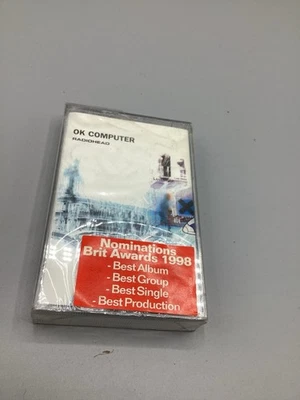 OK COMPUTER
RADIOHEAD
Nominations
Brit Awards 1998
- Best Album
- Best Group
- Best Single
- Best Production